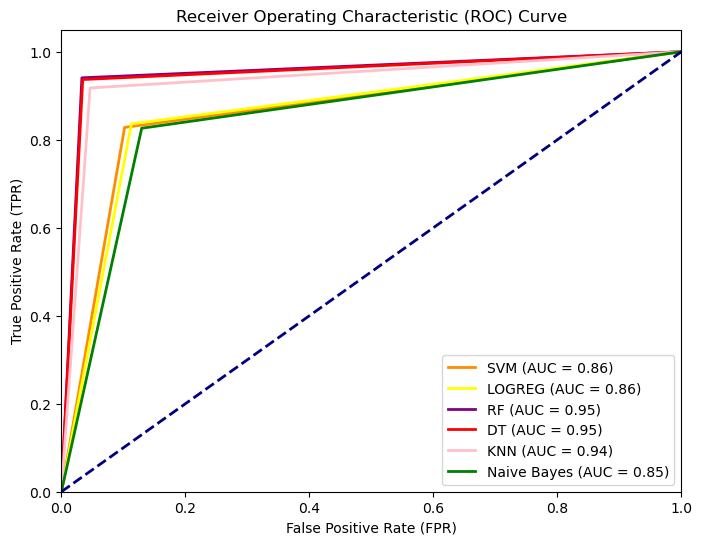 Receiver Operating Characteristic (ROC) Curve
True Positive Rate (TPR)
1.0
0.8
0.6
0.4
0.2
0.0
0.0 0.2 0.4 0.6 0.8 1.0
False Positive Rate (FPR)
SVM (AUC = 0.86)
LOGREG (AUC = 0.86)
RF (AUC = 0.95)
DT (AUC = 0.95)
KNN (AUC = 0.94)
Naive Bayes (AUC = 0.85)